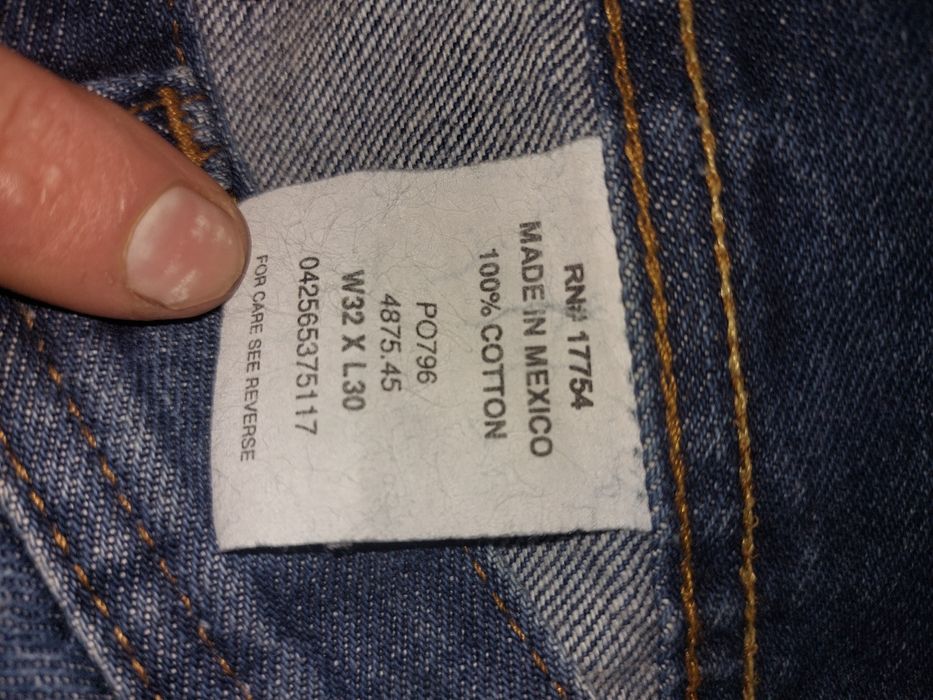 RN# 17754
MADE IN MEXICO
100% COTTON
PO796
4875.45
W32 X L30
042565375117
FOR CARE SEE REVERSE